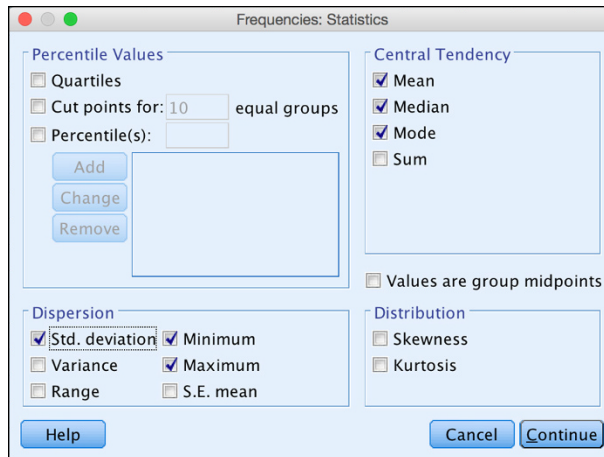 Frequencies: Statistics
Percentile Values
Quartiles
Cut points for: 10 equal groups
Percentile(s):
Add
Change
Remove
Central Tendency
Mean
Median
Mode
Sum
Values are group midpoints
Dispersion
Std. deviation Minimum
Variance Maximum
Range S.E. mean
Distribution
Skewness
Kurtosis
Help Cancel Continue